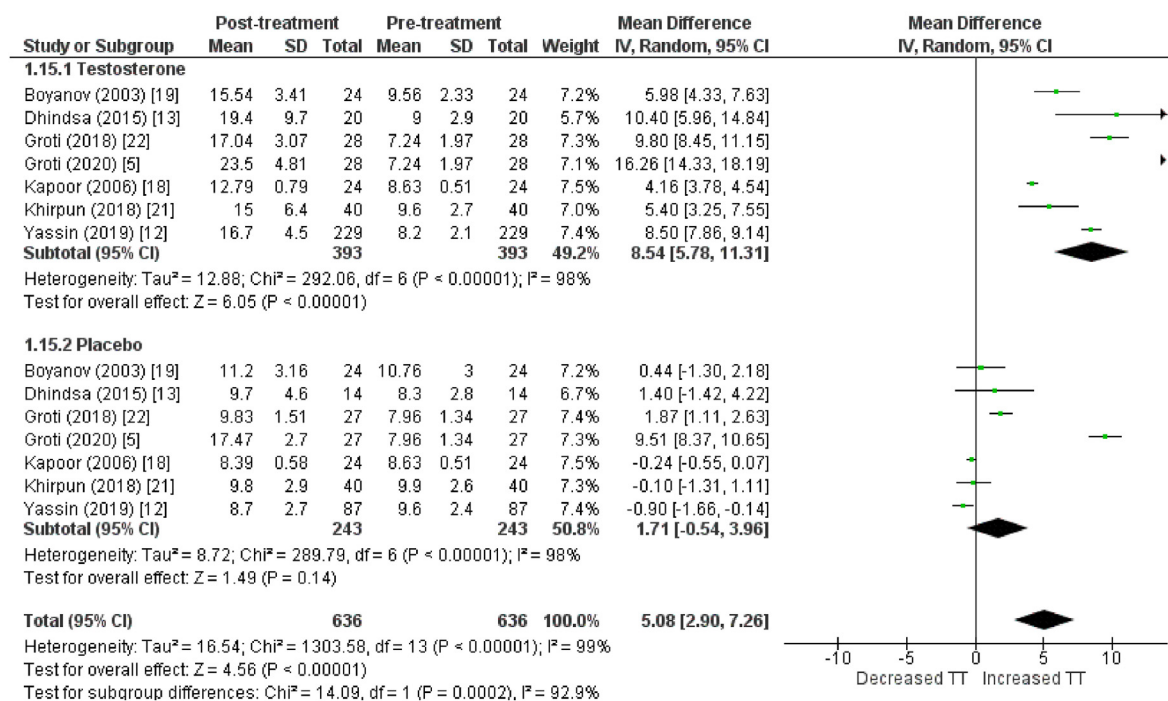 Post-treatment Pre-treatment Mean Difference Mean Difference
Study or Subgroup Mean SD Total Mean SD Total Weight IV, Random, 95% CI IV, Random, 95% CI
1.15.1 Testosterone
Boyanov (2003) [19] 15.54 3.41 24 9.56 2.33 24 7.2% 5.98 [4.33, 7.63]
Dhindsa (2015) [13] 19.4 9.7 20 9 2.9 20 5.7% 10.40 [5.96, 14.84]
Groti (2018) [22] 17.04 3.07 28 7.24 1.97 28 7.3% 9.80 [8.45, 11.15]
Groti (2020) [5] 23.5 4.81 28 7.24 1.97 28 7.1% 16.26 [14.33, 18.19]
Kapoor (2006) [18] 12.79 0.79 24 8.63 0.51 24 7.5% 4.16 [3.78, 4.54]
Khirpun (2018) [21] 15 6.4 40 9.6 2.7 40 7.0% 5.40 [3.25, 7.55]
Yassin (2019) [12] 16.7 4.5 229 8.2 2.1 229 7.4% 8.50 [7.86, 9.14]
Subtotal (95% CI) 393 393 49.2% 8.54 [5.78, 11.31]
Heterogeneity: Tau² = 12.88; Chi² = 292.06, df = 6 (P < 0.00001); I² = 98%
Test for overall effect: Z = 6.05 (P < 0.00001)
1.15.2 Placebo
Boyanov (2003) [19] 11.2 3.16 24 10.76 3 24 7.2% 0.44 [-1.30, 2.18]
Dhindsa (2015) [13] 9.7 4.6 14 8.3 2.8 14 6.7% 1.40 [-1.42, 4.22]
Groti (2018) [22] 9.83 1.51 27 7.96 1.34 27 7.4% 1.87 [1.11, 2.63]
Groti (2020) [5] 17.47 2.7 27 7.96 1.34 27 7.3% 9.51 [8.37, 10.65]
Kapoor (2006) [18] 8.39 0.58 24 8.63 0.51 24 7.5% -0.24 [-0.55, 0.07]
Khirpun (2018) [21] 9.8 2.9 40 9.9 2.6 40 7.3% -0.10 [-1.31, 1.11]
Yassin (2019) [12] 8.7 2.7 87 9.6 2.4 87 7.4% -0.90 [-1.66, -0.14]
Subtotal (95% CI) 243 243 50.8% 1.71 [-0.54, 3.96]
Heterogeneity: Tau² = 8.72; Chi² = 289.79, df = 6 (P < 0.00001); I² = 98%
Test for overall effect: Z = 1.49 (P = 0.14)
Total (95% CI) 636 636 100.0% 5.08 [2.90, 7.26]
Heterogeneity: Tau² = 16.54; Chi² = 1303.58, df = 13 (P < 0.00001); I² = 99%
Test for overall effect: Z = 4.56 (P < 0.00001)
Test for subgroup differences: Chi² = 14.09, df = 1 (P = 0.0002), I² = 92.9%
-10 -5 0 5 10
Decreased TT Increased TT